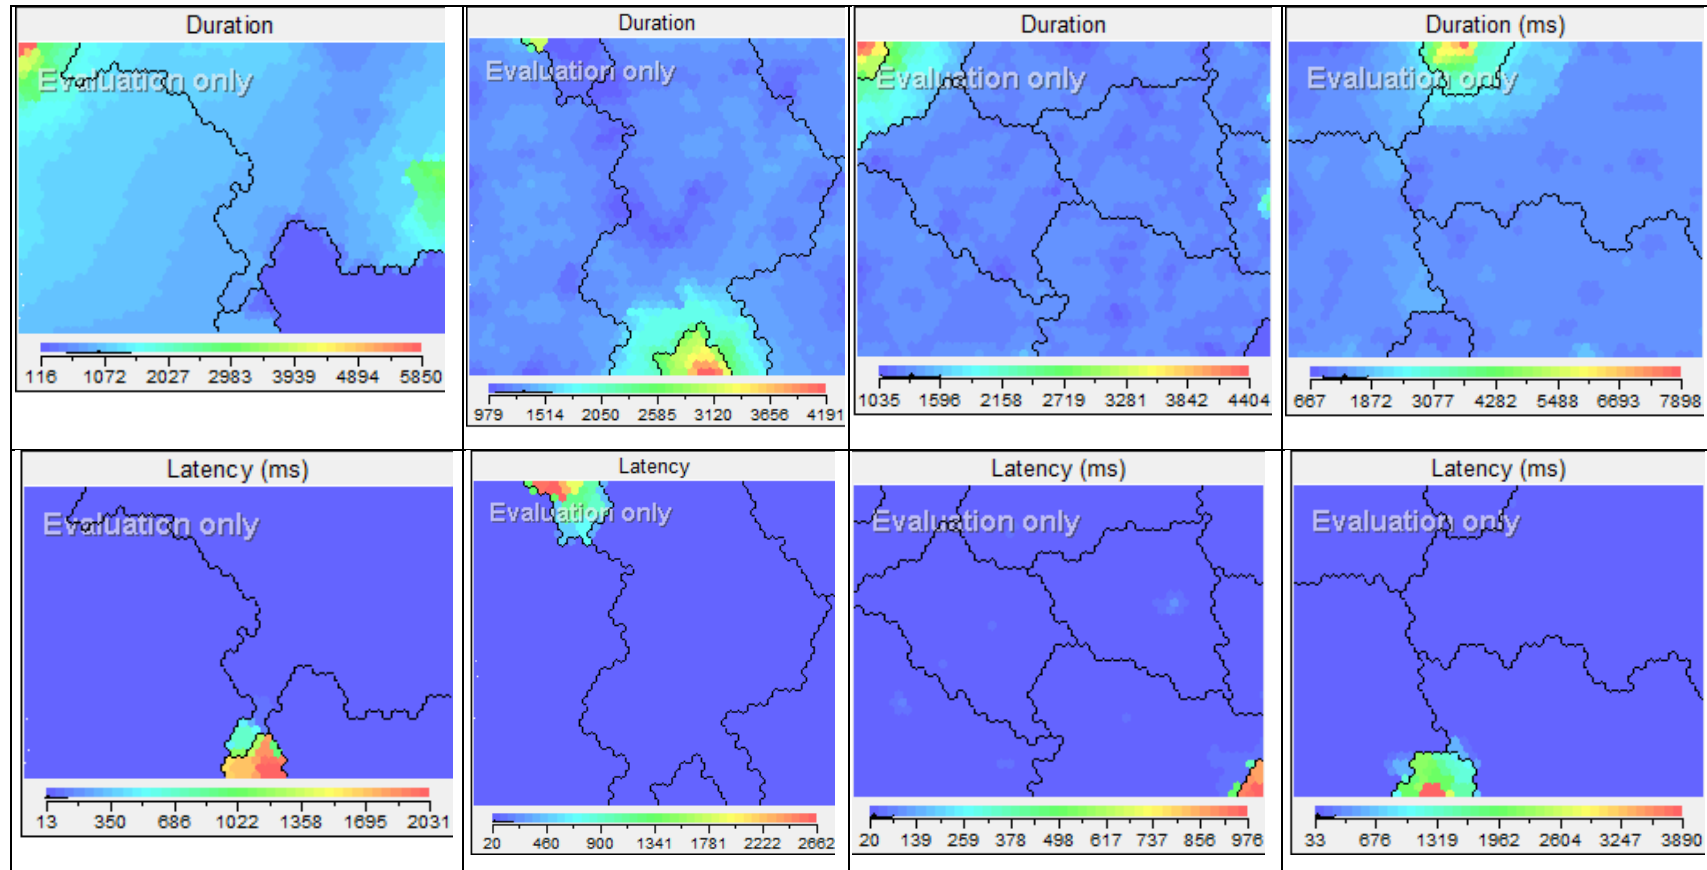 Duration
Evaluation only
116 1072 2027 2983 3939 4894 5850
Duration
Evaluation only
979 1514 2050 2585 3120 3656 4191
Duration
Evaluation only
1035 1596 2158 2719 3281 3842 4404
Duration (ms)
Evaluation only
667 1872 3077 4282 5488 6693 7898
Latency (ms)
Evaluation only
13 350 686 1022 1358 1695 2031
Latency
Evaluation only
20 460 900 1341 1781 2222 2662
Latency (ms)
Evaluation only
20 139 259 378 498 617 737 856 976
Latency (ms)
Evaluation only
33 676 1319 1962 2604 3247 3890